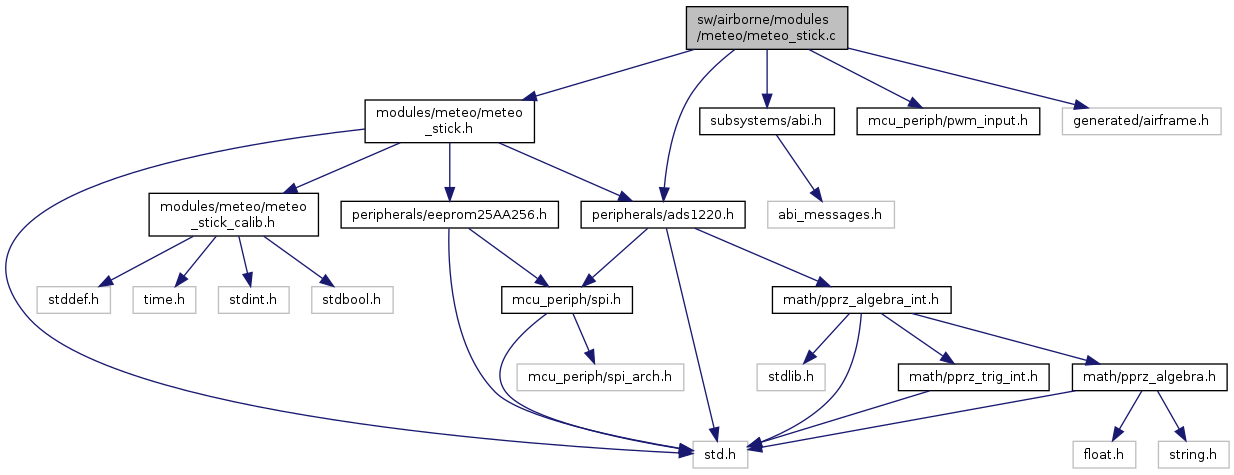 sw/airborne/modules
/meteo/meteo_stick.c
modules/meteo/meteo
_stick.h
subsystems/abi.h
mcu_periph/pwm_input.h
generated/airframe.h
modules/meteo/meteo
_stick_calib.h
peripherals/eeprom25AA256.h
peripherals/ads1220.h
abi_messages.h
stddef.h
time.h
stdint.h
stdbool.h
mcu_periph/spi.h
math/pprz_algebra_int.h
mcu_periph/spi_arch.h
stdlib.h
math/pprz_trig_int.h
math/pprz_algebra.h
std.h
float.h
string.h